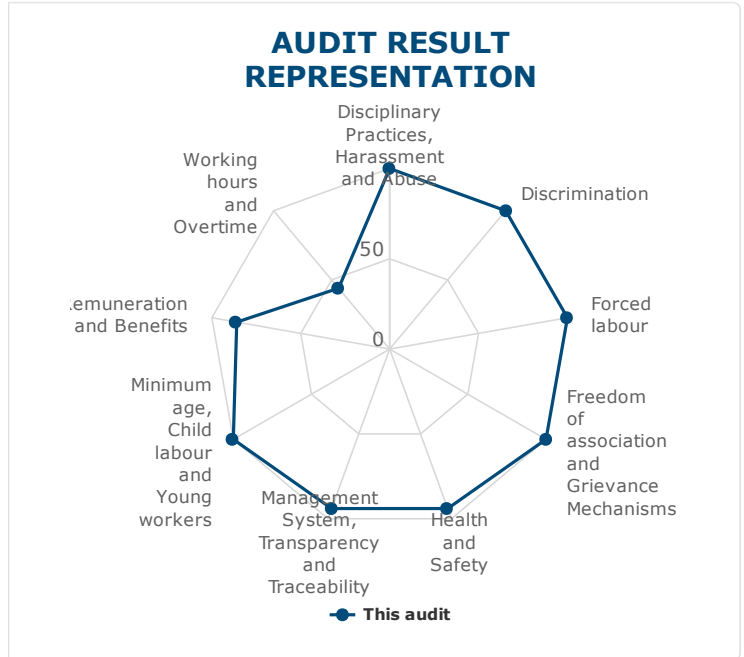 AUDIT RESULT
REPRESENTATION
Disciplinary
Practices,
Harassment
and Abuse
Discrimination
Forced
labour
Freedom
of
association
and
Grievance
Mechanisms
Health
and
Safety
Management
System,
Transparency
and
Traceability
Minimum
age,
Child
labour
and
Young
workers
emuneration
and Benefits
Working
hours
and
Overtime
50
0
This audit